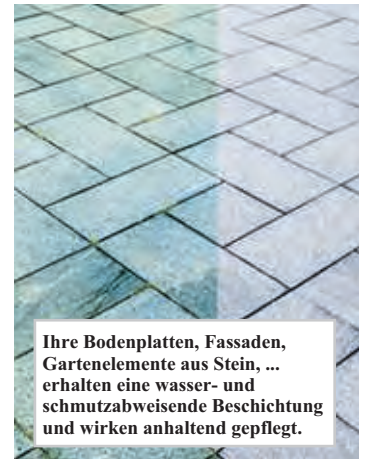 Ihre Bodenplatten, Fassaden,
Gartenelemente aus Stein, ...
erhalten eine wasser- und
schmutzabweisende Beschichtung
und wirken anhaltend gepflegt.